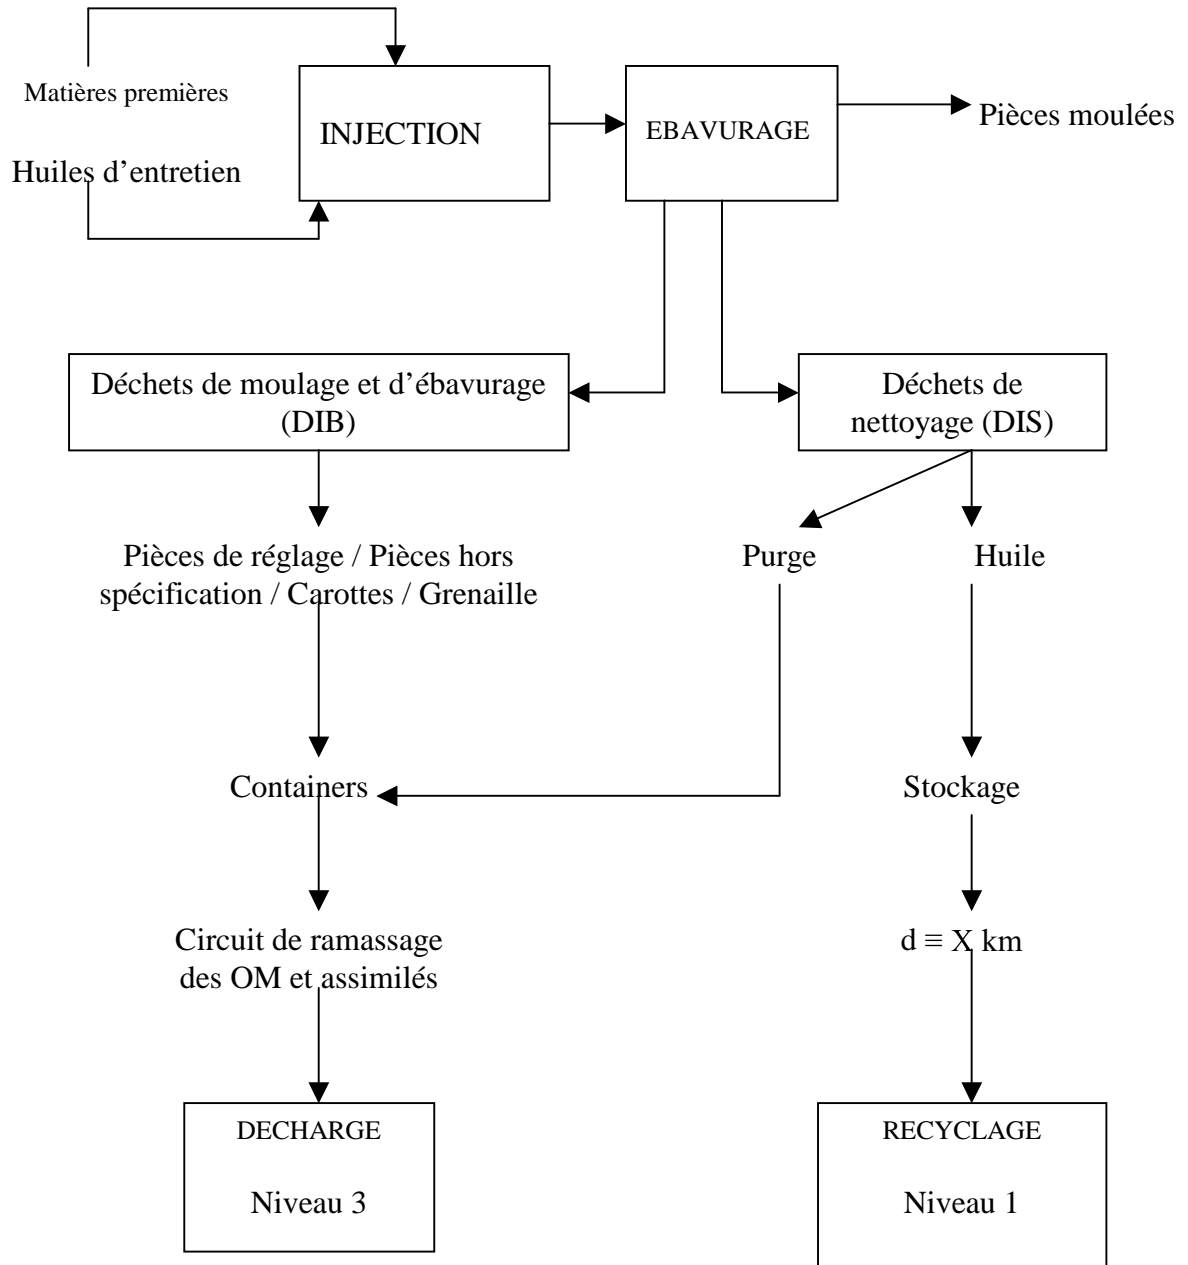 Matières premières
INJECTION
EBAVURAGE
Pièces moulées
Huiles d’entretien
Déchets de moulage et d’ébavurage
(DIB)
Déchets de
nettoyage (DIS)
Pièces de réglage / Pièces hors
spécification / Carottes / Grenaille
Purge
Huile
Containers
Stockage
Circuit de ramassage
des OM et assimilés
d ≡ X km
DECHARGE
Niveau 3
RECYCLAGE
Niveau 1